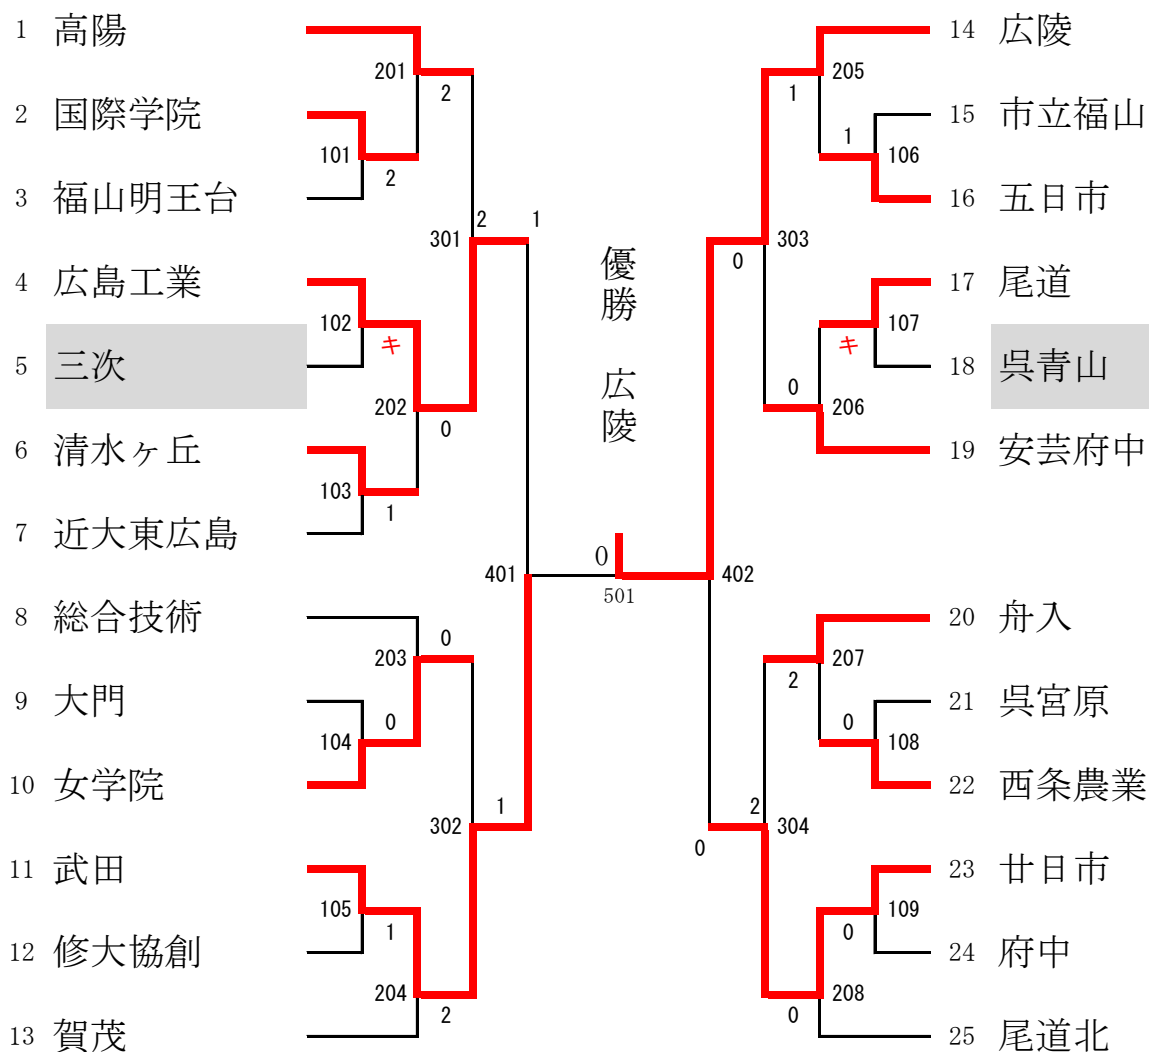 1 高陽
2 国際学院
3 福山明王台
4 広島工業
5 三次
6 清水ヶ丘
7 近大東広島
8 総合技術
9 大門
10 女学院
11 武田
12 修大協創
13 賀茂
201
2
101
2
102
キ
202
0
103
1
203
0
104
0
105
1
204
2
301
2
1
302
1
401
優勝 広陵
0
501
402
0
303
0
2
304
1
205
1
106
キ
107
0
206
2
207
0
108
0
109
0
208
14 広陵
15 市立福山
16 五日市
17 尾道
18 呉青山
19 安芸府中
20 舟入
21 呉宮原
22 西条農業
23 廿日市
24 府中
25 尾道北